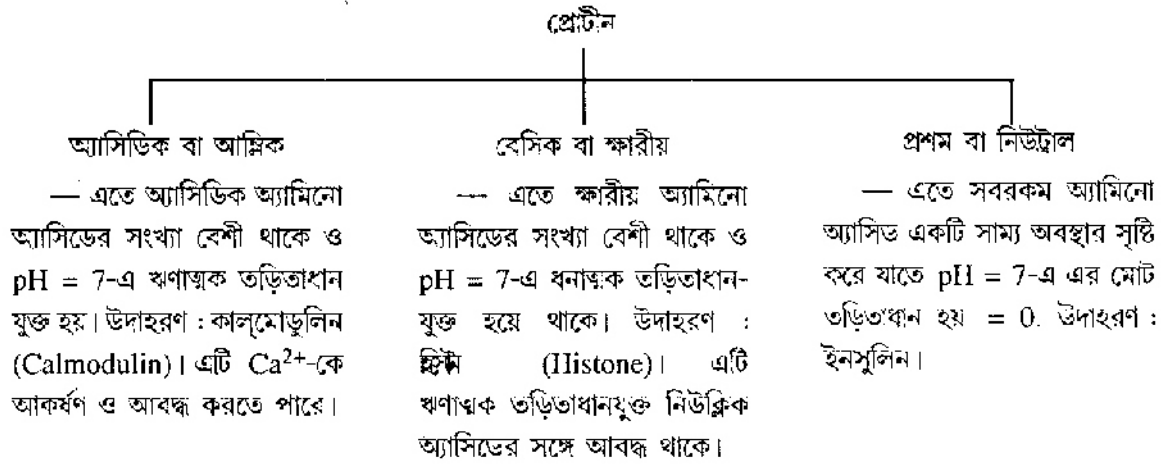 প্রোটীন
অ্যাসিডিক বা আম্লিক
— এতে অ্যাসিডিক অ্যামিনো
অ্যাসিডের সংখ্যা বেশী থাকে ও
pH = 7-এ ঋণাত্মক তড়িতাধান
যুক্ত হয়। উদাহরণ : কাল্‌মোডুলিন
(Calmodulin)। এটি Ca²⁺-কে
আকর্ষণ ও আবদ্ধ করতে পারে।
বেসিক বা ক্ষারীয়
— এতে ক্ষারীয় অ্যামিনো
অ্যাসিডের সংখ্যা বেশী থাকে ও
pH = 7-এ ধনাত্মক তড়িতাধান-
যুক্ত হয়ে থাকে। উদাহরণ :
(Histone)। এটি
ঋণাত্মক তড়িতাধানযুক্ত নিউক্লিক
অ্যাসিডের সঙ্গে আবদ্ধ থাকে।
প্রশম বা নিউট্রাল
— এতে সবরকম অ্যামিনো
অ্যাসিড একটি সাম্য অবস্থার সৃষ্টি
করে যাতে pH = 7-এ এর মোট
তড়িতাধান হয় = 0. উদাহরণ :
ইনসুলিন।